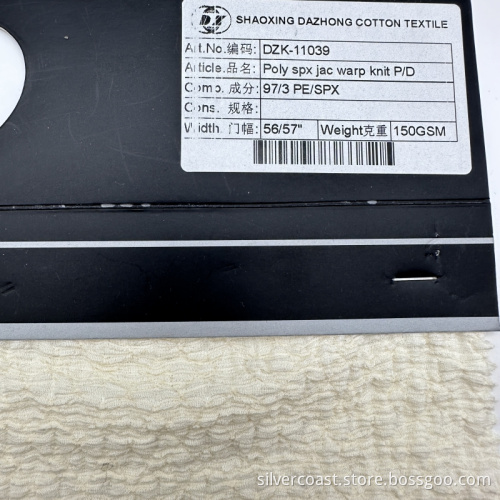 D.Z SHAOXING DAZHONG COTTON TEXTILE
Art.No.编码: DZK-11039
Article.品名: Poly spx jac warp knit P/D
Comp. 成分: 97/3 PE/SPX
Cons. 规格:
Width. 门幅: 56/57" Weight克重 150GSM
silvercoast.store.bossgoo.com